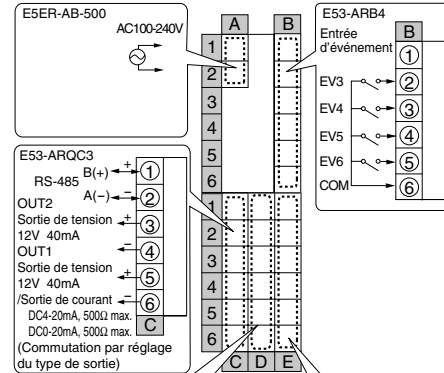 E5ER-AB-500
AC100-240V
A
B
1
2
3
4
5
6
1
2
3
4
5
6
C D E
E53-ARB4
Entrée
d'événement
B
①
EV3 ②
EV4 ③
EV5 ④
EV6 ⑤
COM ⑥
E53-ARQC3
RS-485
B(+) + ①
A(−) − ②
OUT2
Sortie de tension + ③
12V 40mA − ④
OUT1
Sortie de tension + ⑤
12V 40mA
/Sortie de courant − ⑥
DC4-20mA, 500Ω max.
DC0-20mA, 500Ω max.
C
(Commutation par réglage
du type de sortie)